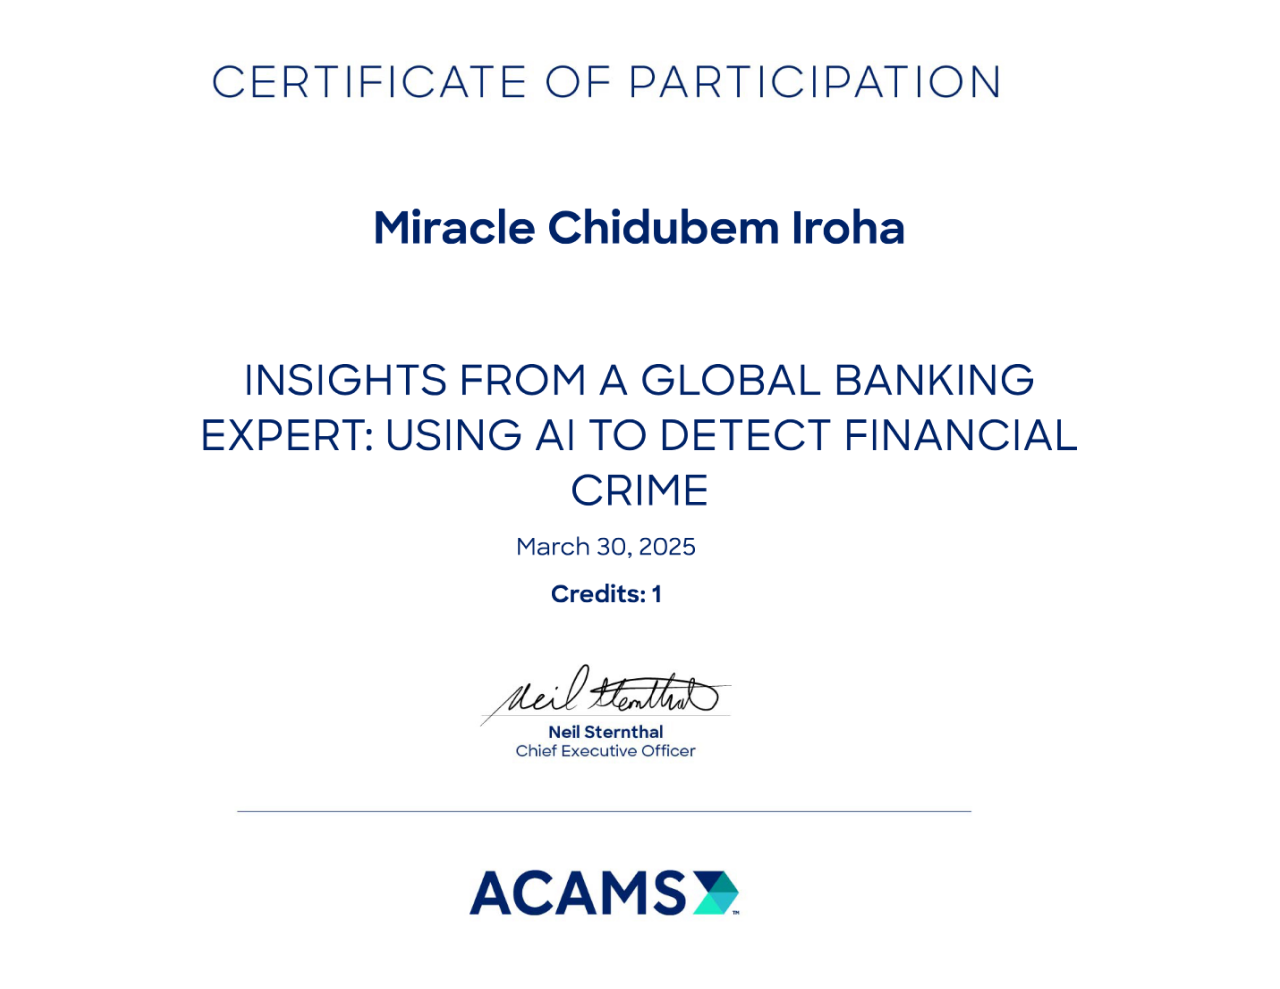 CERTIFICATE OF PARTICIPATION
Miracle Chidubem Iroha
INSIGHTS FROM A GLOBAL BANKING
EXPERT: USING AI TO DETECT FINANCIAL
CRIME
March 30, 2025
Credits: 1
Neil Sternthal
Neil Sternthal
Chief Executive Officer
ACAMS™